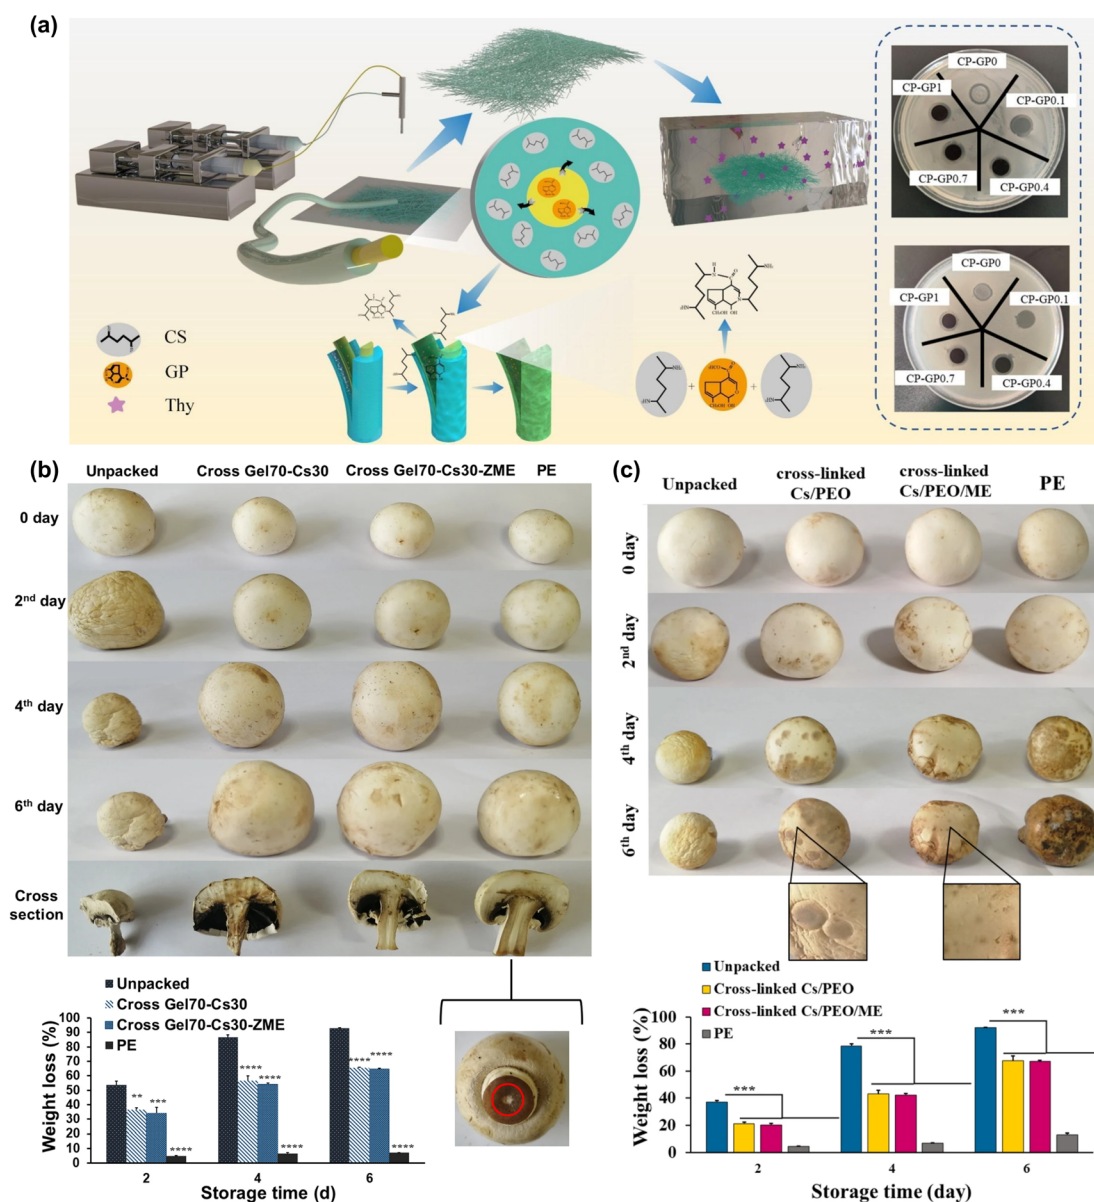 (a)
CP-GP0
CP-GP1
CP-GP0.1
CP-GP0.7
CP-GP0.4
CP-GP0
CP-GP1
CP-GP0.1
CP-GP0.7
CP-GP0.4
CS
GP
Thy
(b)
Unpacked Cross Gel70-Cs30 Cross Gel70-Cs30-ZME PE
0 day
2nd day
4th day
6th day
Cross
section
Unpacked
Cross Gel70-Cs30
Cross Gel70-Cs30-ZME
PE
Weight loss (%)
100
90
80
70
60
50
40
30
20
10
0
** *** ****
**** **** ****
**** **** ****
2 4 6
Storage time (d)
(c)
Unpacked cross-linked Cs/PEO cross-linked Cs/PEO/ME PE
0 day
2nd day
4th day
6th day
Unpacked
Cross-linked Cs/PEO
Cross-linked Cs/PEO/ME
PE
Weight loss (%)
100
80
60
40
20
0
*** *** ***
2 4 6
Storage time (day)